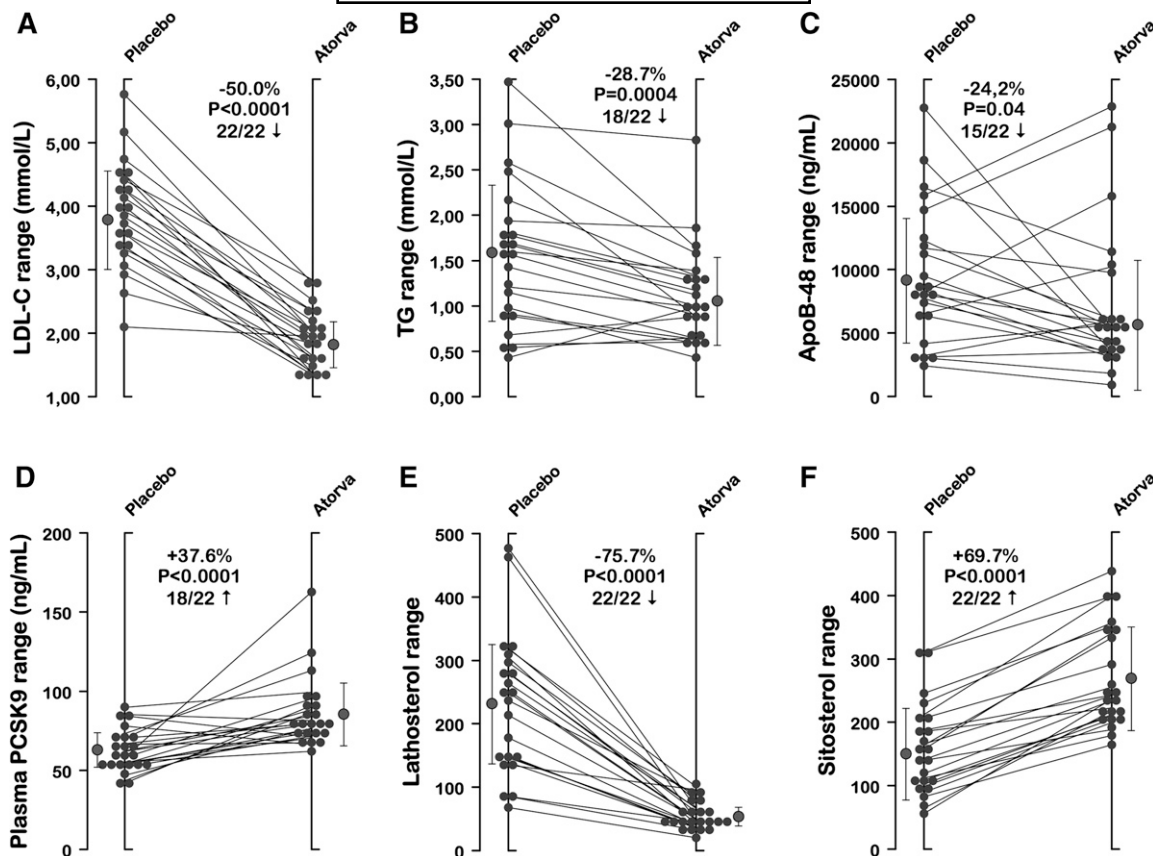 A
Placebo
Atorva
LDL-C range (mmol/L)
6,00
5,00
4,00
3,00
2,00
1,00
-50.0%
P<0.0001
22/22 ↓
B
Placebo
Atorva
TG range (mmol/L)
3,50
3,00
2,50
2,00
1,50
1,00
0,50
0,00
-28.7%
P=0.0004
18/22 ↓
C
Placebo
Atorva
ApoB-48 range (ng/mL)
25000
20000
15000
10000
5000
0
-24,2%
P=0.04
15/22 ↓
D
Placebo
Atorva
Plasma PCSK9 range (ng/mL)
200
150
100
50
0
+37.6%
P<0.0001
18/22 ↑
E
Placebo
Atorva
Lathosterol range
500
400
300
200
100
0
-75.7%
P<0.0001
22/22 ↓
F
Placebo
Atorva
Sitosterol range
500
400
300
200
100
0
+69.7%
P<0.0001
22/22 ↑